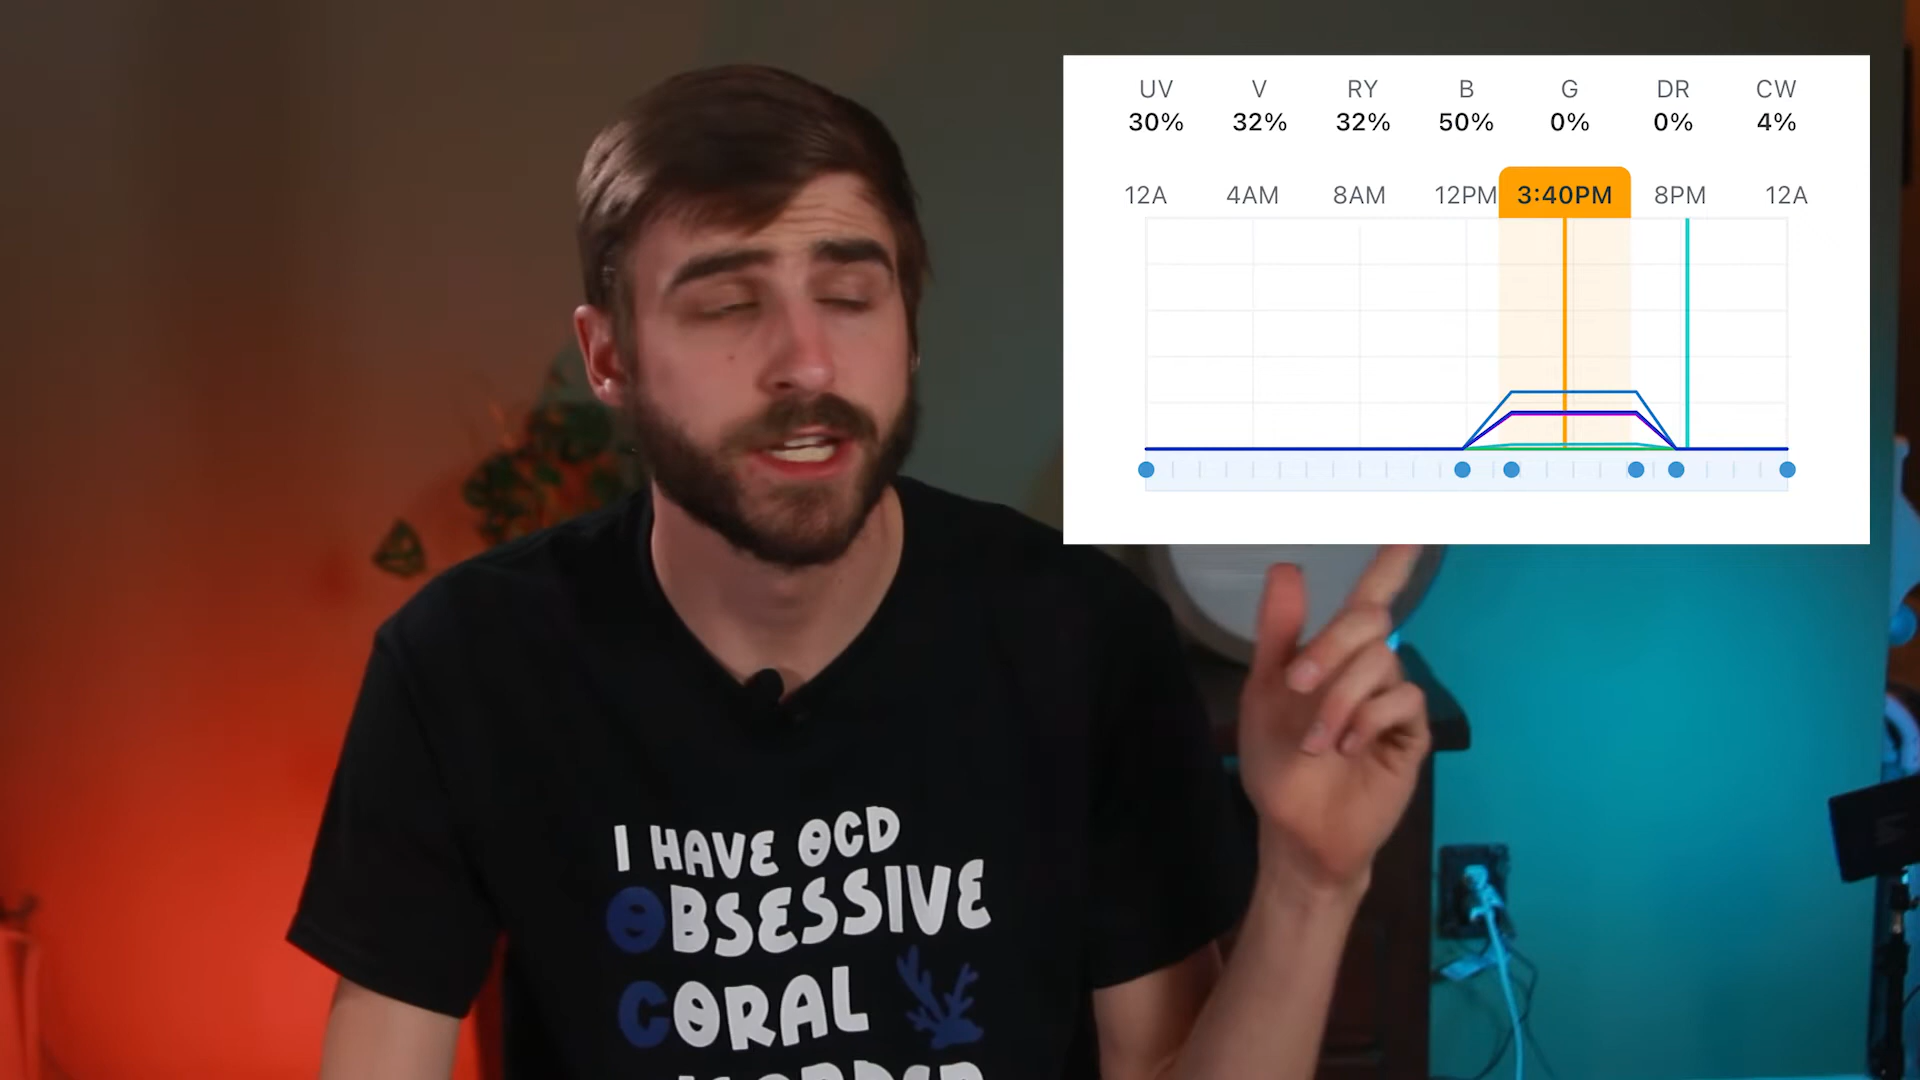 UV V RY B G DR CW
30% 32% 32% 50% 0% 0% 4%
12A 4AM 8AM 12PM 3:40PM 8PM 12A
I HAVE OCD
OBSESSIVE
CORAL